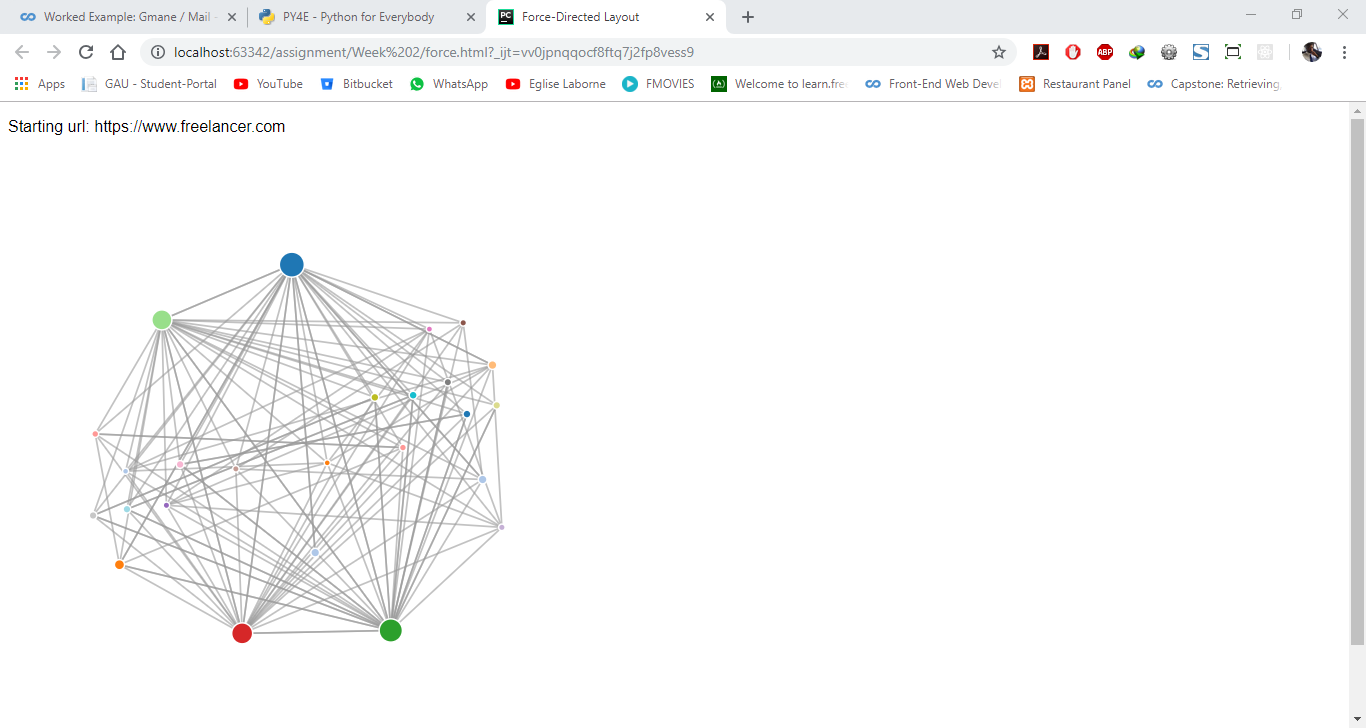 Worked Example: Gmane / Mail - PY4E - Python for Everybody Force-Directed Layout
localhost:63342/assignment/Week%202/force.html?_ijt=vv0jpnqqocf8ftq7j2fp8vess9
Apps GAU - Student-Portal YouTube Bitbucket WhatsApp Eglise Laborne FMOVIES Welcome to learn.fre Front-End Web Deve Restaurant Panel Capstone: Retrieving,
Starting url: https://www.freelancer.com